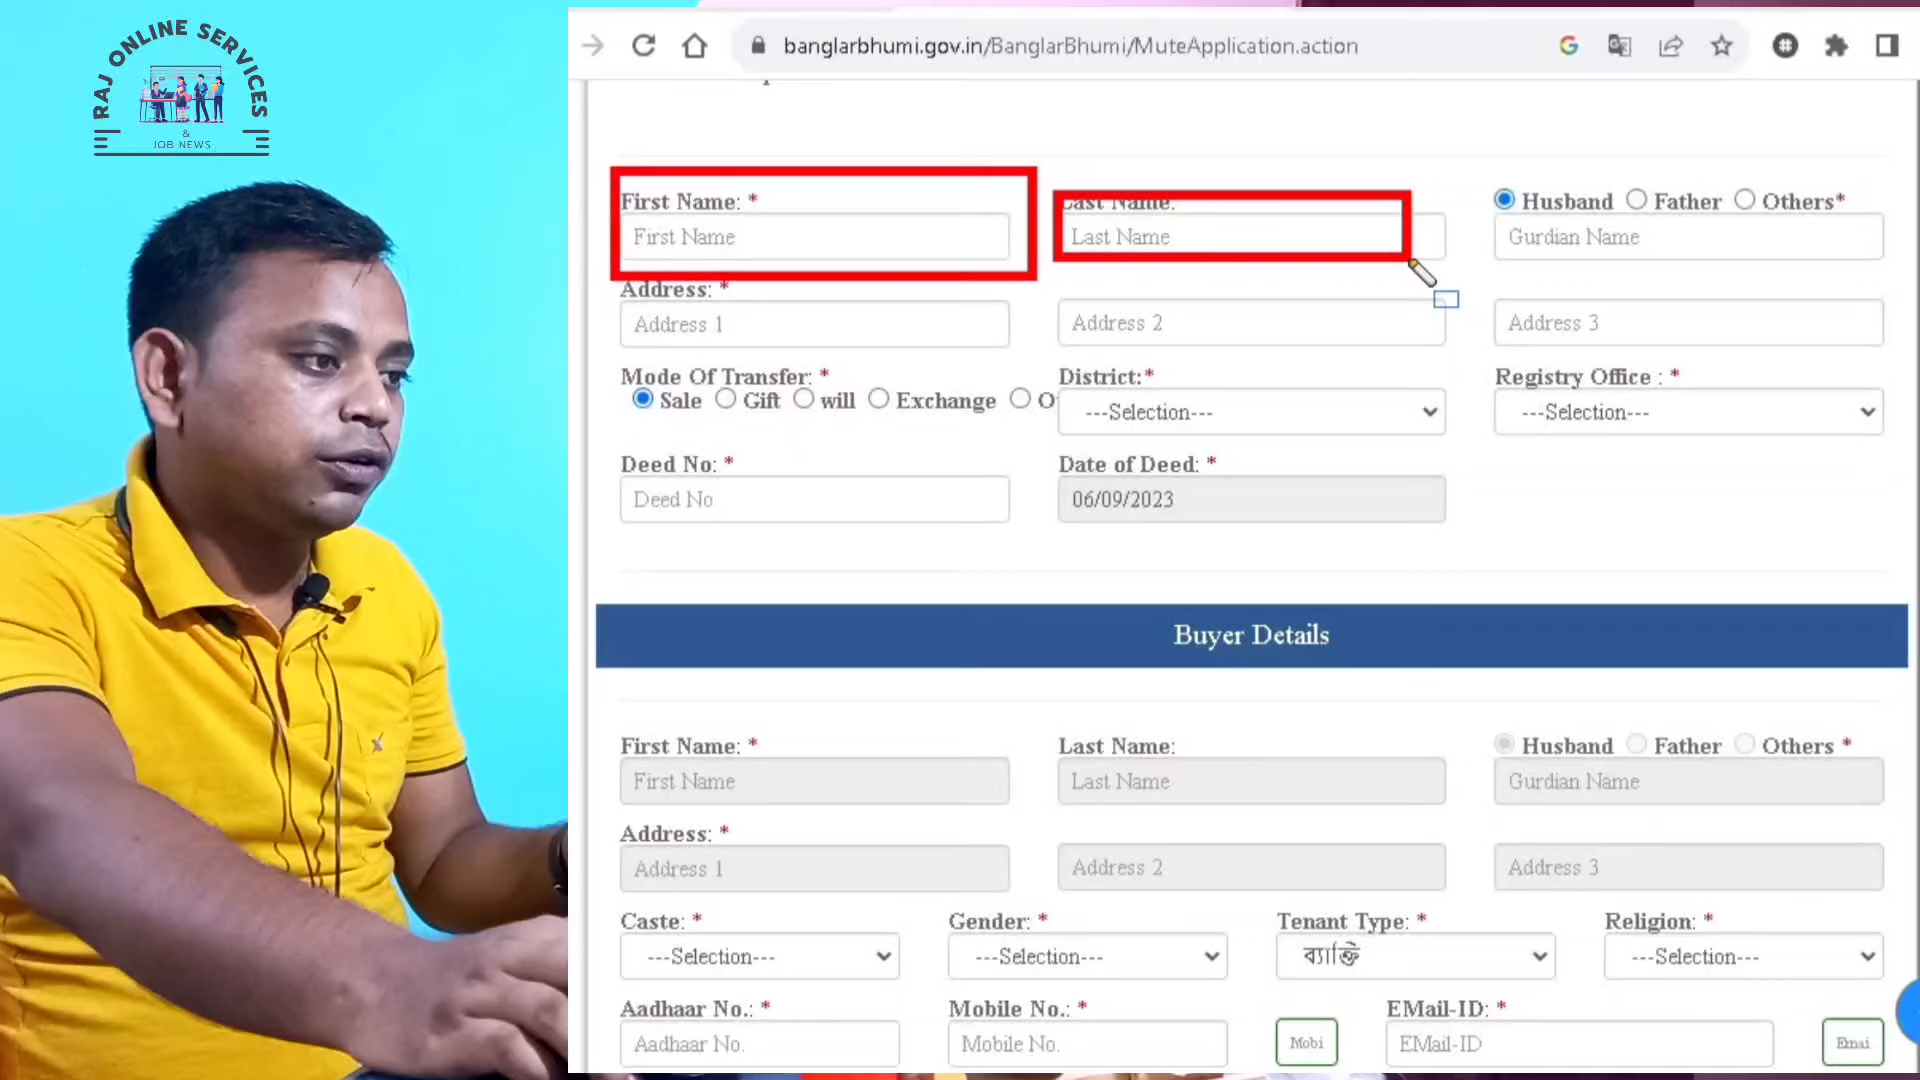 RAJ ONLINE SERVICES
&
JOB NEWS
banglarbhumi.gov.in/BanglarBhumi/MuteApplication.action
First Name: *
Last Name:
Husband Father Others*
First Name
Last Name
Gurdian Name
Address: *
Address 1
Address 2
Address 3
Mode Of Transfer: *
District:*
Registry Office : *
Sale Gift will Exchange O
---Selection---
---Selection---
Deed No: *
Date of Deed: *
Deed No
06/09/2023
Buyer Details
First Name: *
Last Name:
Husband Father Others *
First Name
Last Name
Gurdian Name
Address: *
Address 1
Address 2
Address 3
Caste: *
Gender: *
Tenant Type: *
Religion: *
---Selection---
---Selection---
ব্যাক্তি
---Selection---
Aadhaar No.: *
Mobile No.: *
EMail-ID: *
Aadhaar No.
Mobile No.
Mobi
EMail-ID
Emai